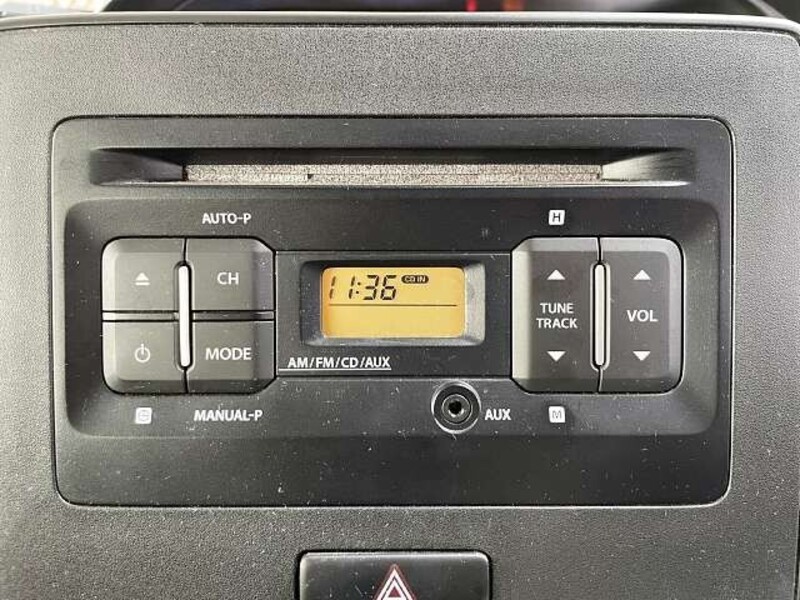 AUTO-P
H
CH
MODE
11:36 CD IN
TUNE
TRACK
VOL
AM/FM/CD/AUX
MANUAL-P
AUX
M